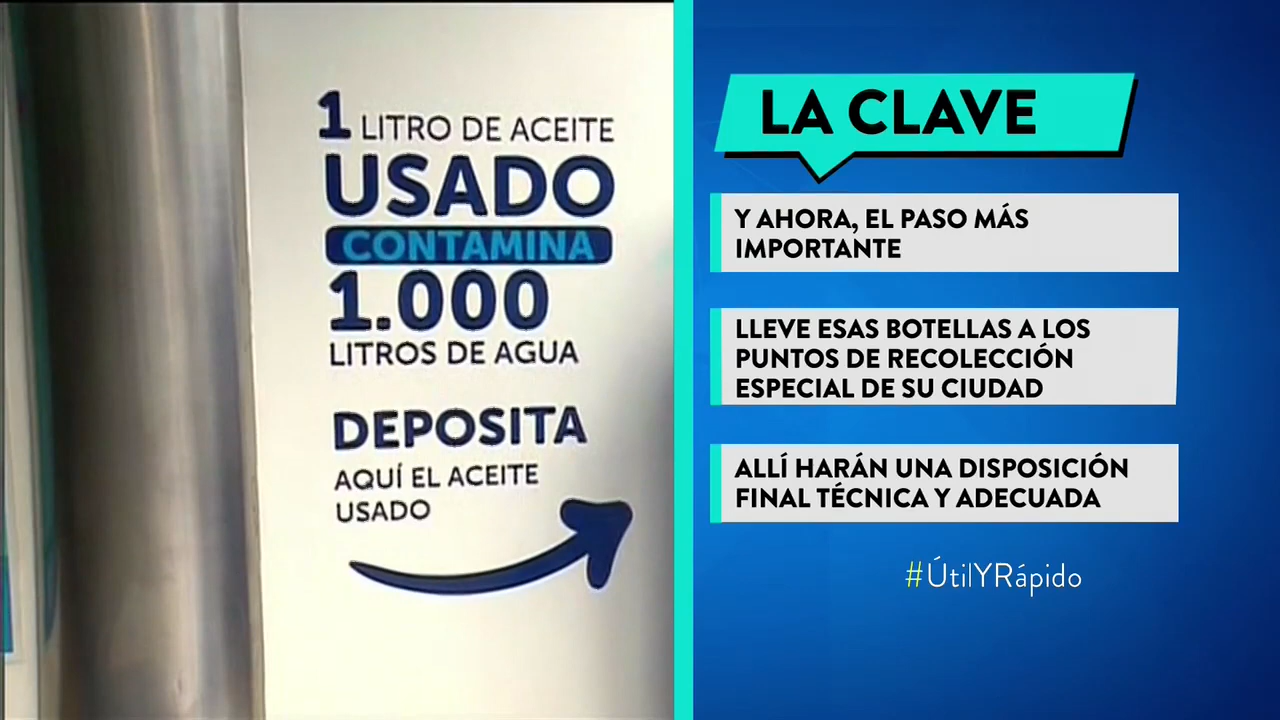 1 LITRO DE ACEITE
USADO
CONTAMINA
1.000
LITROS DE AGUA
DEPOSITA
AQUÍ EL ACEITE
USADO
LA CLAVE
Y AHORA, EL PASO MÁS
IMPORTANTE
LLEVE ESAS BOTELLAS A LOS
PUNTOS DE RECOLECCIÓN
ESPECIAL DE SU CIUDAD
ALLÍ HARÁN UNA DISPOSICIÓN
FINAL TÉCNICA Y ADECUADA
#ÚtilYRápido